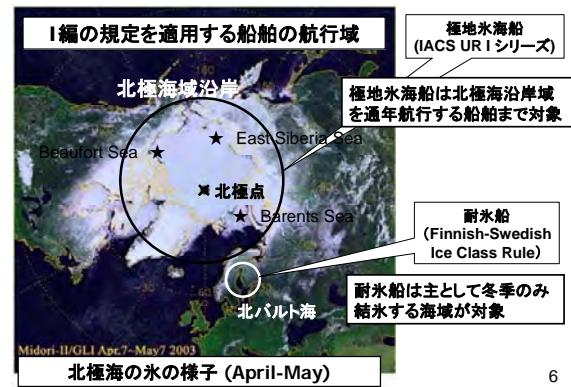 I編の規定を適用する船舶の航行域
極地氷海船
(IACS UR I シリーズ)
北極海域沿岸
極地氷海船は北極海沿岸域
を通年航行する船舶まで対象
East Siberia Sea
Beaufort Sea
北極点
Barents Sea
耐氷船
(Finnish-Swedish
Ice Class Rule)
北バルト海
耐氷船は主として冬季のみ
結氷する海域が対象
Midori-II/GLI Apr.7~May7 2003
北極海の氷の様子 (April-May)
6